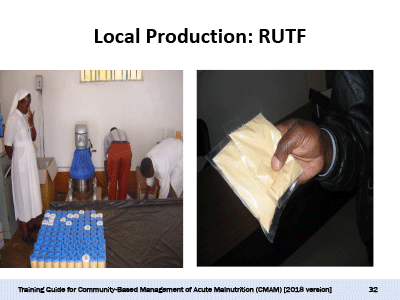 Local Production: RUTF
Training Guide for Community-Based Management of Acute Malnutrition (CMAM) [2018 version] 32